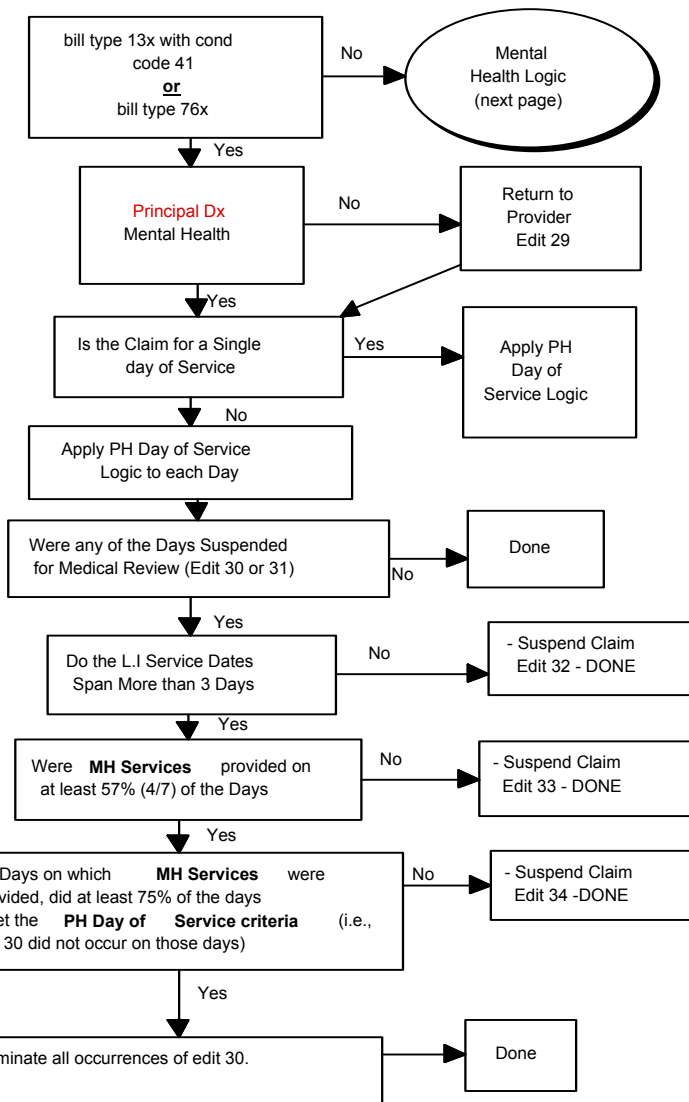 bill type 13x with cond
code 41
or
bill type 76x
No
Mental
Health Logic
(next page)
Yes
Principal Dx
Mental Health
No
Return to
Provider
Edit 29
Yes
Is the Claim for a Single
day of Service
Yes
Apply PH
Day of
Service Logic
No
Apply PH Day of Service
Logic to each Day
Were any of the Days Suspended
for Medical Review (Edit 30 or 31)
No
Done
Yes
Do the L.I Service Dates
Span More than 3 Days
No
- Suspend Claim
Edit 32 - DONE
Yes
Were MH Services provided on
at least 57% (4/7) of the Days
No
- Suspend Claim
Edit 33 - DONE
Yes
Days on which MH Services were
vided, did at least 75% of the days
et the PH Day of Service criteria (i.e.,
30 did not occur on those days)
No
- Suspend Claim
Edit 34 -DONE
Yes
minate all occurrences of edit 30.
Done